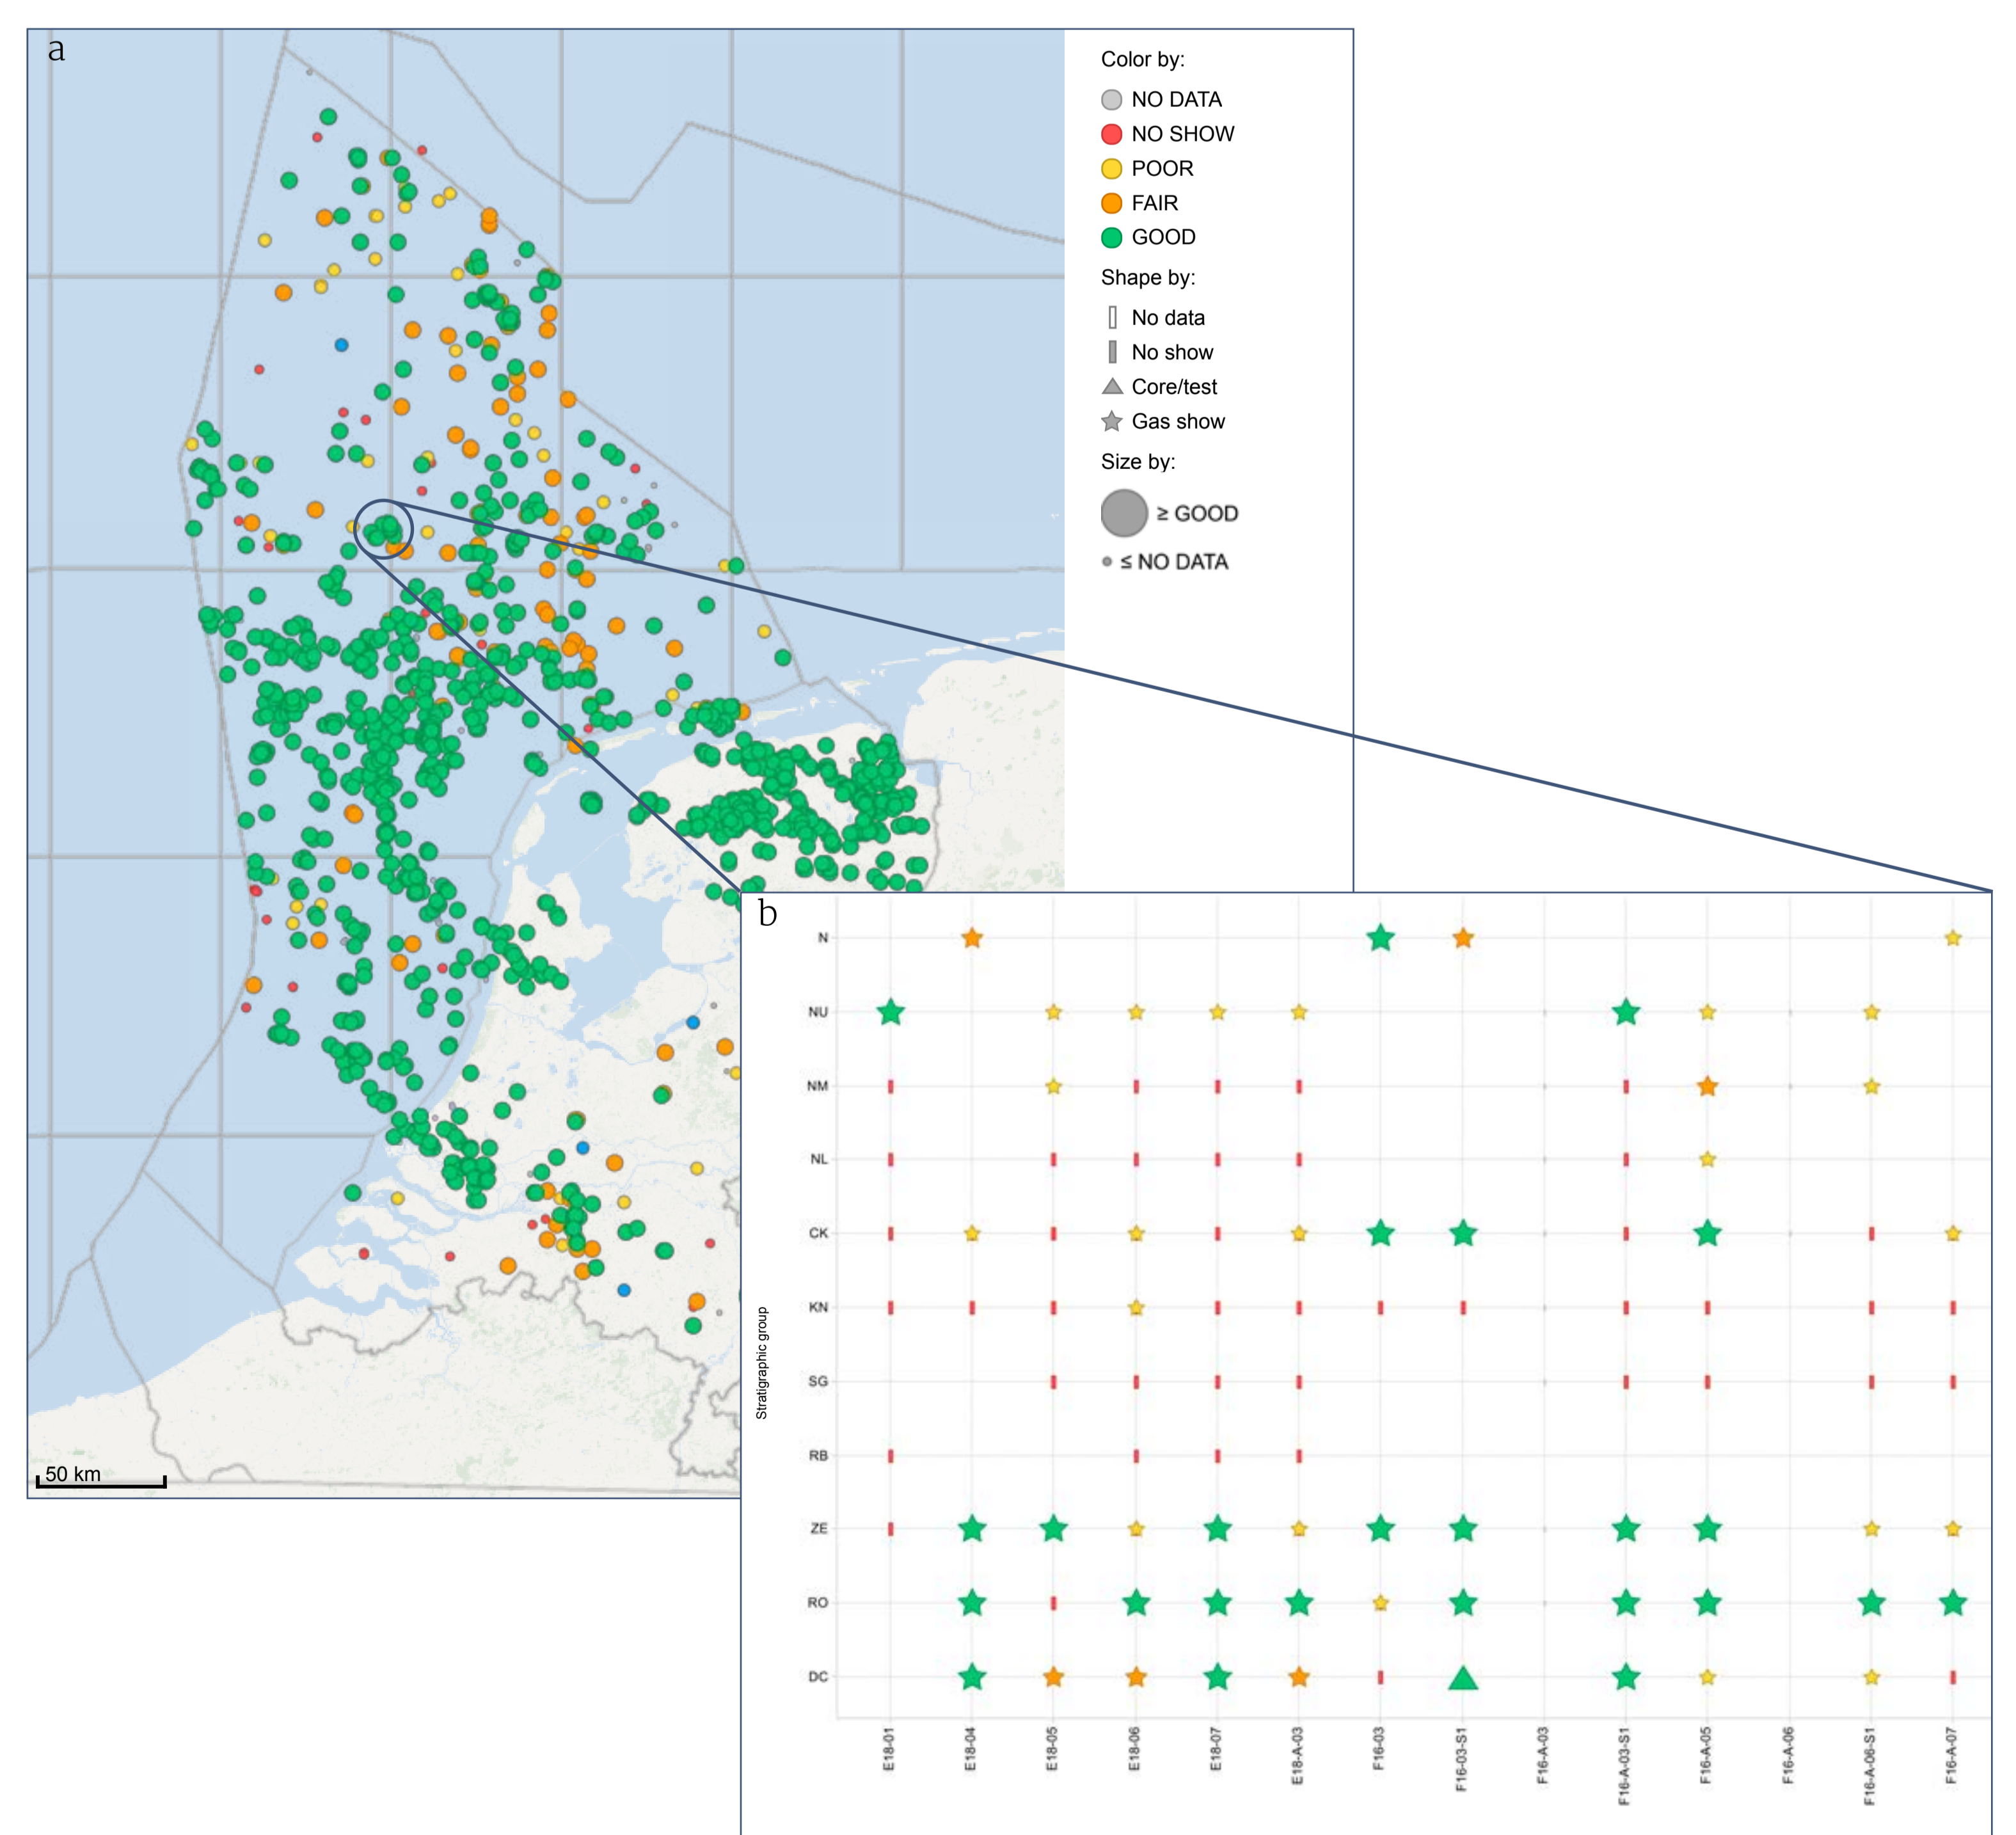 a
Color by:
NO DATA
NO SHOW
POOR
FAIR
GOOD
Shape by:
No data
No show
Core/test
Gas show
Size by:
≥ GOOD
≤ NO DATA
50 km
b
Stratigraphic group
N
NU
NM
NL
CK
KN
SG
RB
ZE
RO
DC
E18-01
E18-04
E18-05
E18-06
E18-07
E18-A-03
F16-03
F16-03-S1
F16-A-03
F16-A-03-S1
F16-A-05
F16-A-06
F16-A-06-S1
F16-A-07